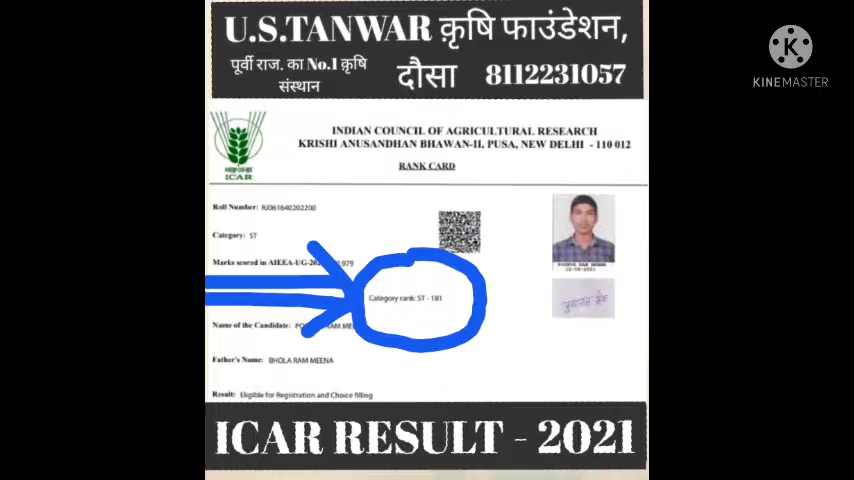 U.S.TANWAR कृषि फाउंडेशन,
पूर्वी राज. का No.1 कृषि संस्थान
दौसा 8112231057
KINEMASTER
INDIAN COUNCIL OF AGRICULTURAL RESEARCH
KRISHI ANUSANDHAN BHAWAN-II, PUSA, NEW DELHI - 110 012
RANK CARD
ICAR
Roll Number: RJ061640202200
Category: ST
Marks scored in AIEEA-UG-20
Category rank: ST - 181
Name of the Candidate: RAM
Father's Name: BHOLA RAM MEENA
Result: Eligible for Registration and Choice filling
ICAR RESULT - 2021